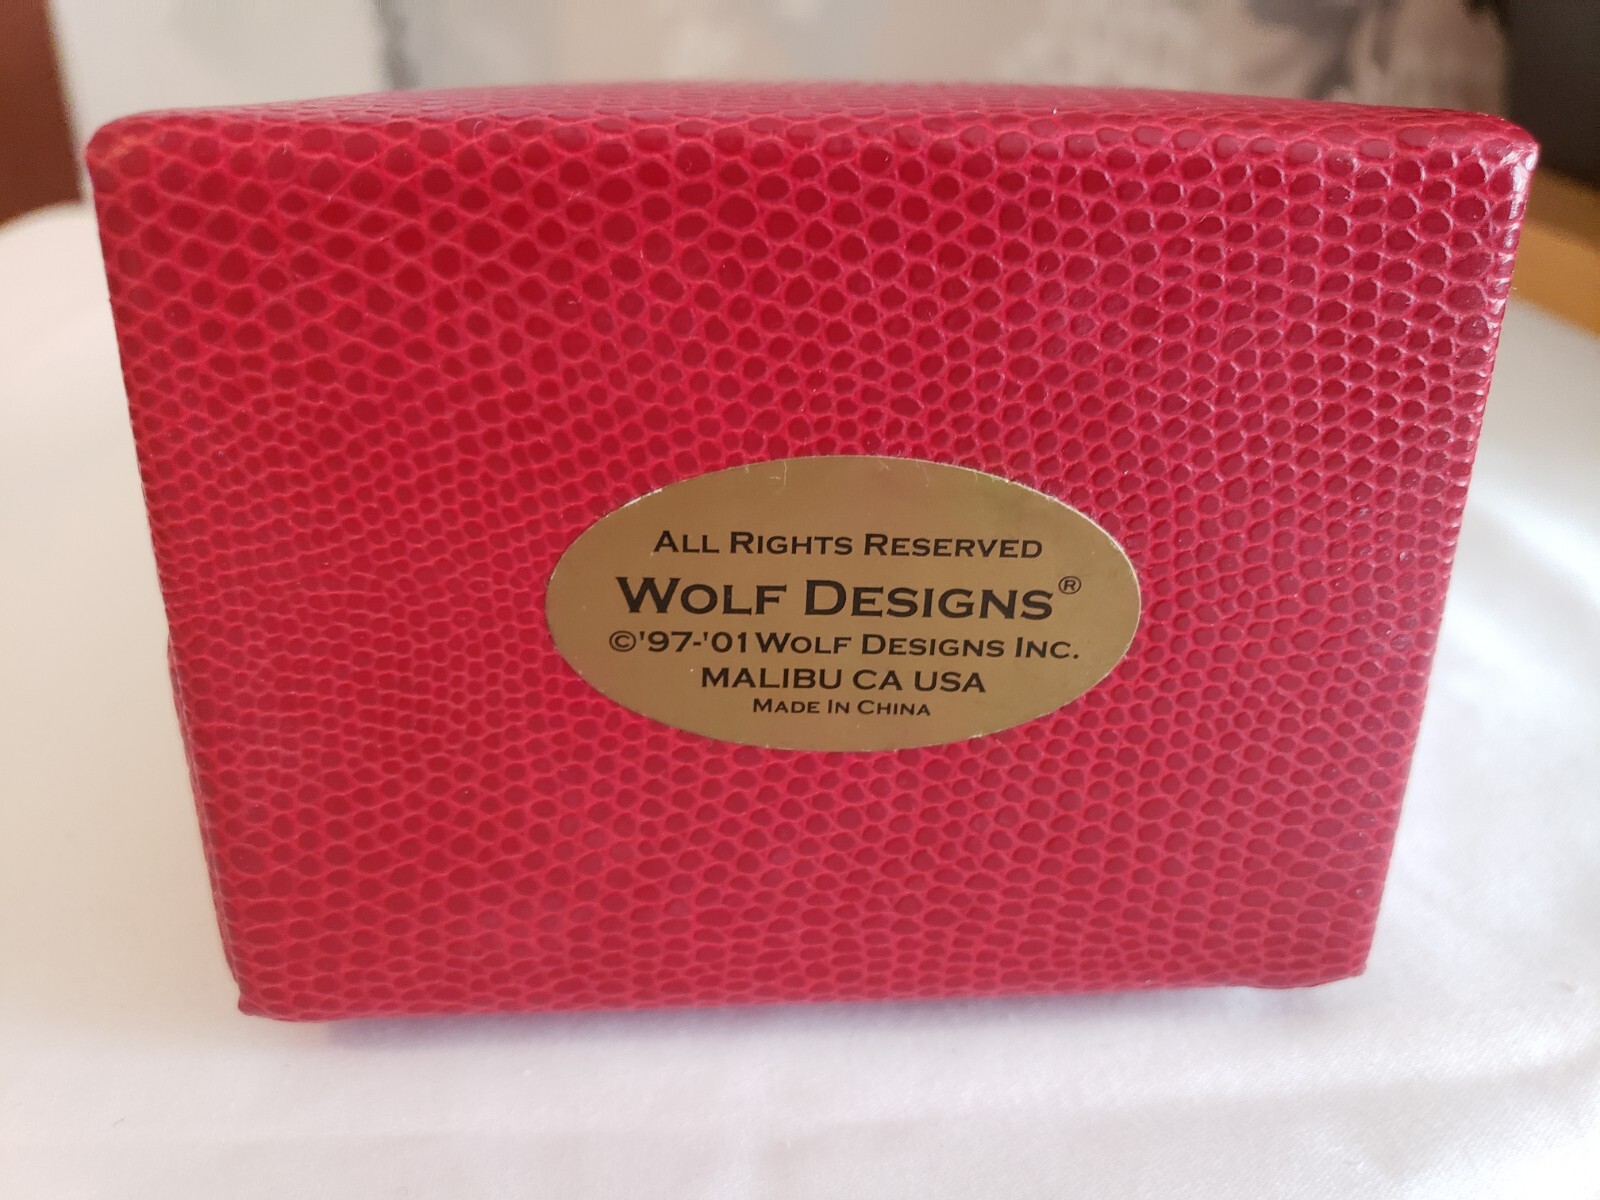 ALL RIGHTS RESERVED
WOLF DESIGNS®
©'97-'01 WOLF DESIGNS INC.
MALIBU CA USA
MADE IN CHINA